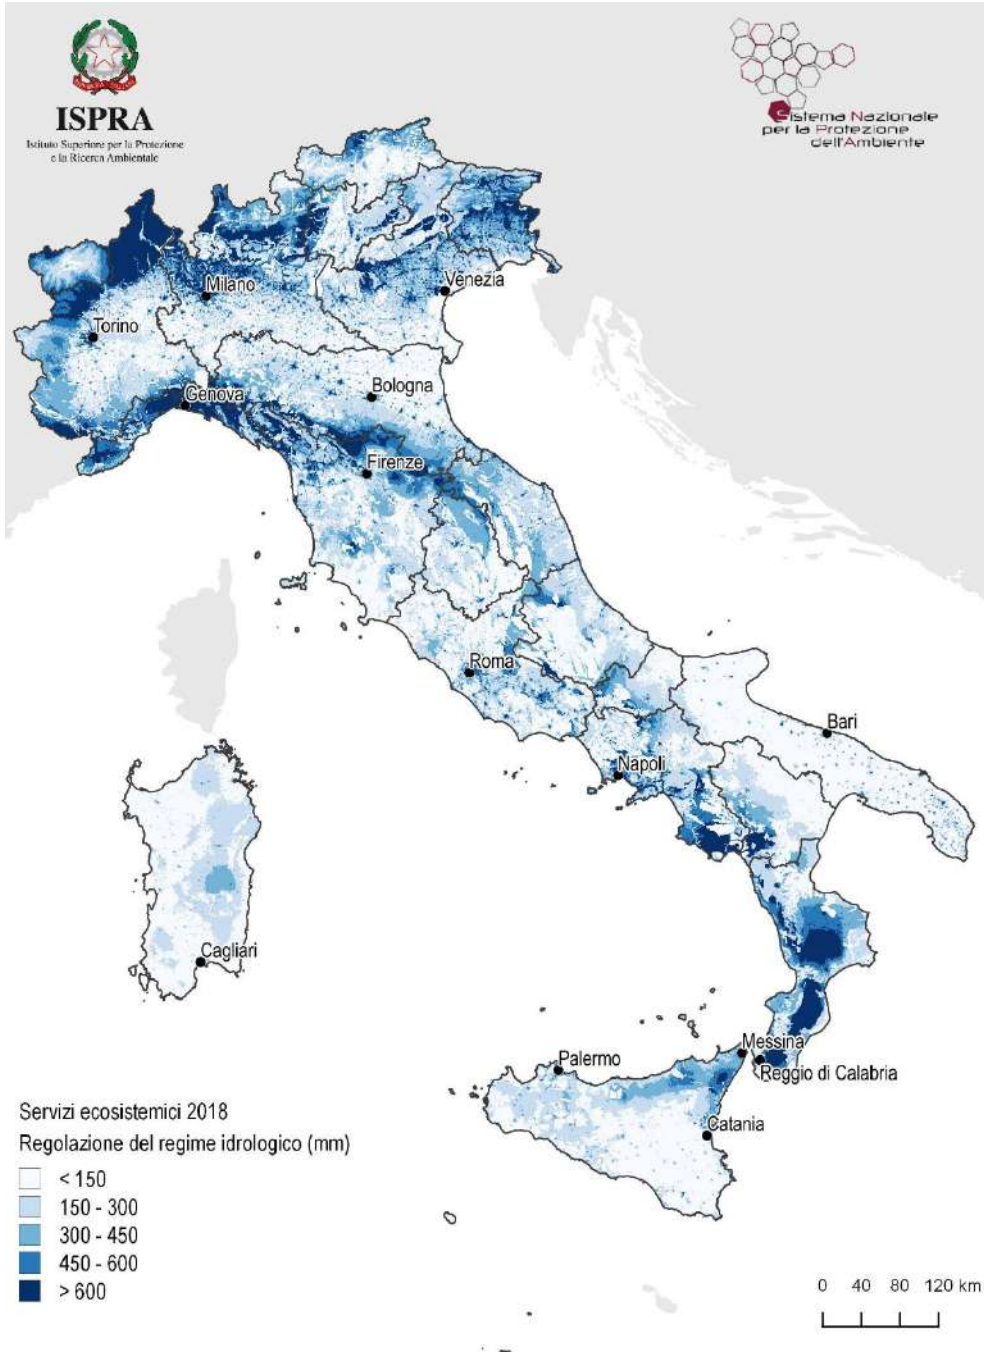 ISPRA
Istituto Superiore per la Protezione
e la Ricerca Ambientale
Sistema Nazionale
per la Protezione
dell'Ambiente
Milano
Venezia
Torino
Genova
Bologna
Firenze
Roma
Bari
Napoli
Cagliari
Messina
Palermo
Reggio di Calabria
Catania
Servizi ecosistemici 2018
Regolazione del regime idrologico (mm)
< 150
150 - 300
300 - 450
450 - 600
> 600
0 40 80 120 km